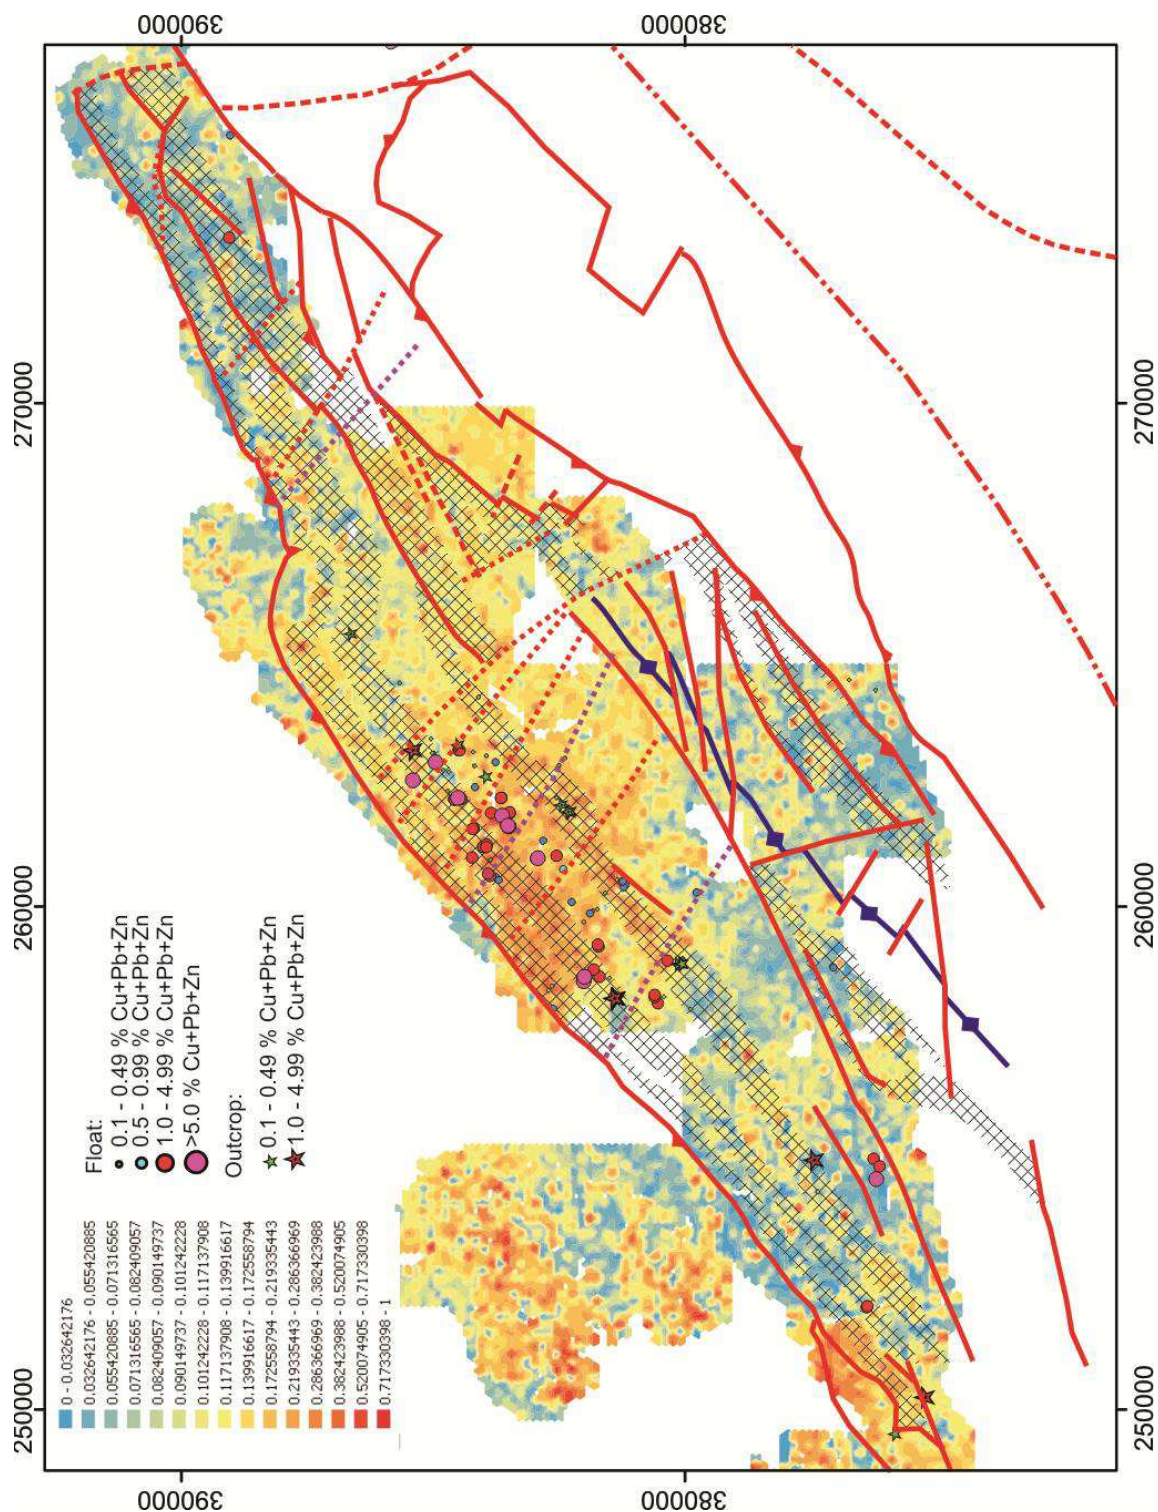 390000
380000
270000
270000
260000
260000
250000
250000
390000
380000
Float:
0.1 - 0.49 % Cu+Pb+Zn
0.5 - 0.99 % Cu+Pb+Zn
1.0 - 4.99 % Cu+Pb+Zn
>5.0 % Cu+Pb+Zn
Outcrop:
0.1 - 0.49 % Cu+Pb+Zn
1.0 - 4.99 % Cu+Pb+Zn
0 - 0.032642176
0.032642176 - 0.055420885
0.055420885 - 0.071316565
0.071316565 - 0.082409057
0.082409057 - 0.090149737
0.090149737 - 0.101242228
0.101242228 - 0.117137908
0.117137908 - 0.139916617
0.139916617 - 0.172558794
0.172558794 - 0.219335443
0.219335443 - 0.286366969
0.286366969 - 0.382423988
0.382423988 - 0.520074905
0.520074905 - 0.717330398
0.717330398 - 1